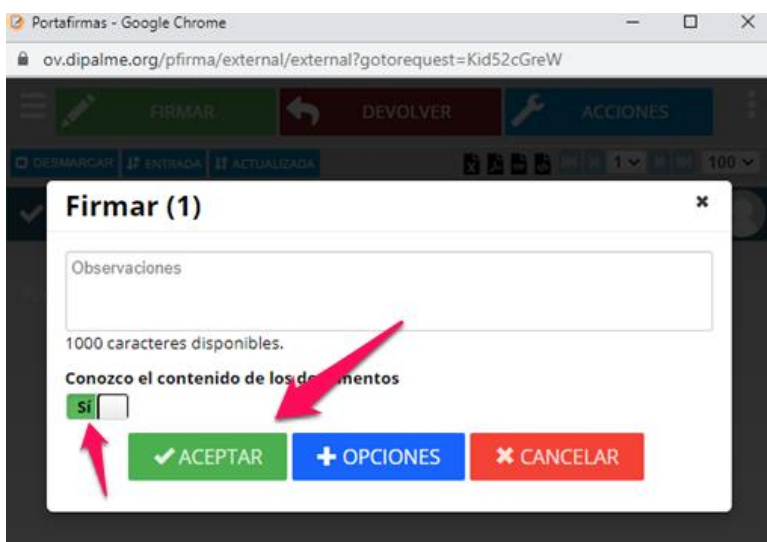 Portafirmas - Google Chrome
ov.dipalme.org/pfirma/external/external?gotorequest=Kid52cGreW
FIRMAR DEVOLVER ACCIONES
DESMARCAR ENTRADA ACTUALIZADA 1 100
Firmar (1)
Observaciones
1000 caracteres disponibles.
Conozco el contenido de los documentos
Sí
ACEPTAR OPCIONES CANCELAR